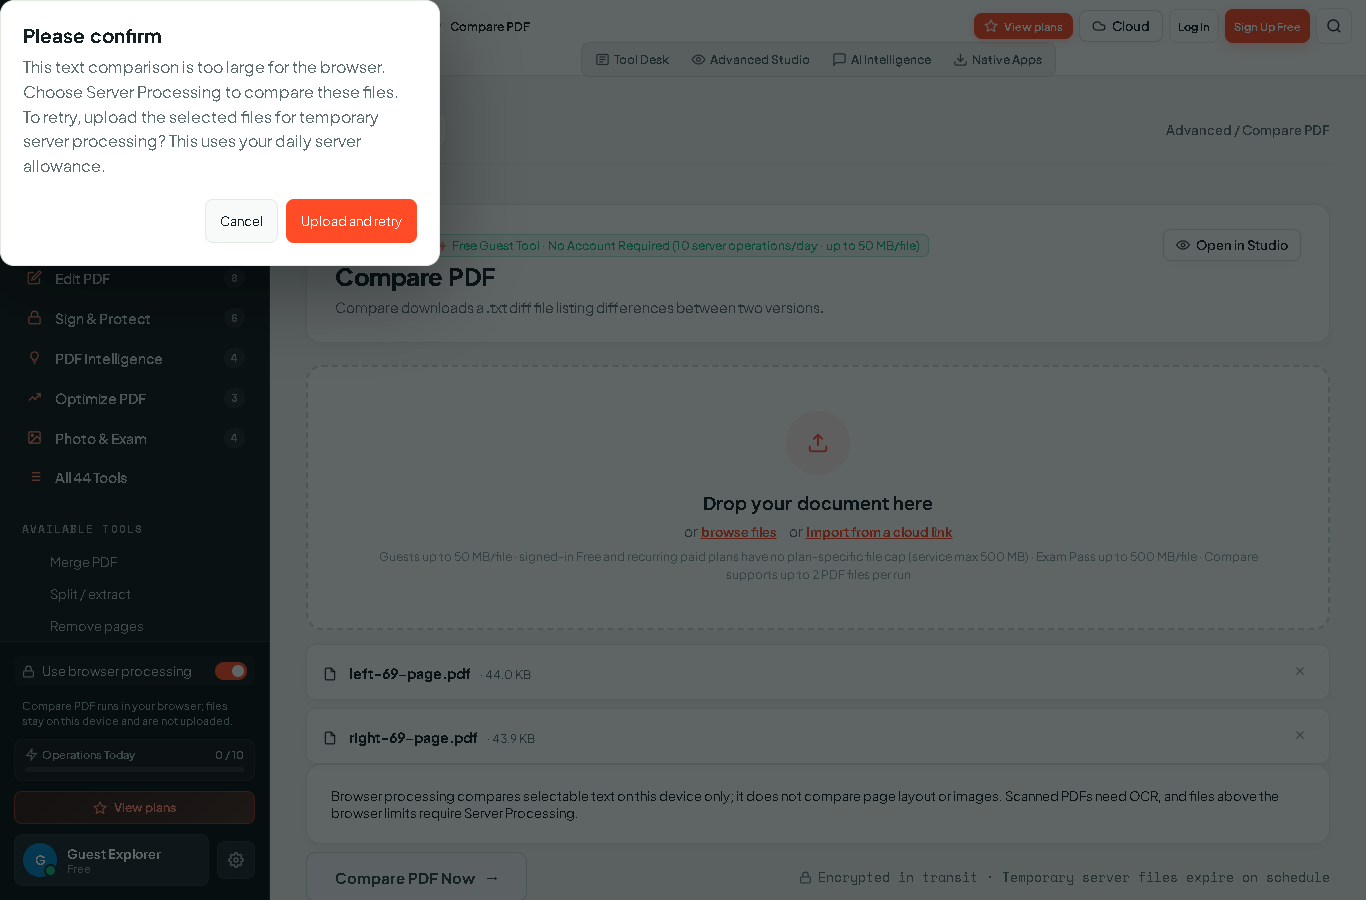 Please confirm
This text comparison is too large for the browser.
Choose Server Processing to compare these files.
To retry, upload the selected files for temporary
server processing? This uses your daily server
allowance.
Cancel
Upload and retry
Compare PDF
View plans
Cloud
Log In
Sign Up Free
Tool Desk
Advanced Studio
AI Intelligence
Native Apps
Advanced / Compare PDF
Free Guest Tool · No Account Required (10 server operations/day · up to 50 MB/file)
Open in Studio
Compare PDF
Compare downloads a .txt diff file listing differences between two versions.
Edit PDF 8
Sign & Protect 6
PDF Intelligence 4
Optimize PDF 3
Photo & Exam 4
All 44 Tools
AVAILABLE TOOLS
Merge PDF
Split / extract
Remove pages
Use browser processing
Compare PDF runs in your browser; files
stay on this device and are not uploaded.
Operations Today 0 / 10
View plans
G
Guest Explorer
Free
Drop your document here
or browse files or Import from a cloud link
Guests up to 50 MB/file · signed-in Free and recurring paid plans have no plan-specific file cap (service max 500 MB) · Exam Pass up to 500 MB/file · Compare
supports up to 2 PDF files per run
left-69-page.pdf · 44.0 KB ×
right-69-page.pdf · 43.9 KB ×
Browser processing compares selectable text on this device only; it does not compare page layout or images. Scanned PDFs need OCR, and files above the
browser limits require Server Processing.
Compare PDF Now →
Encrypted in transit · Temporary server files expire on schedule